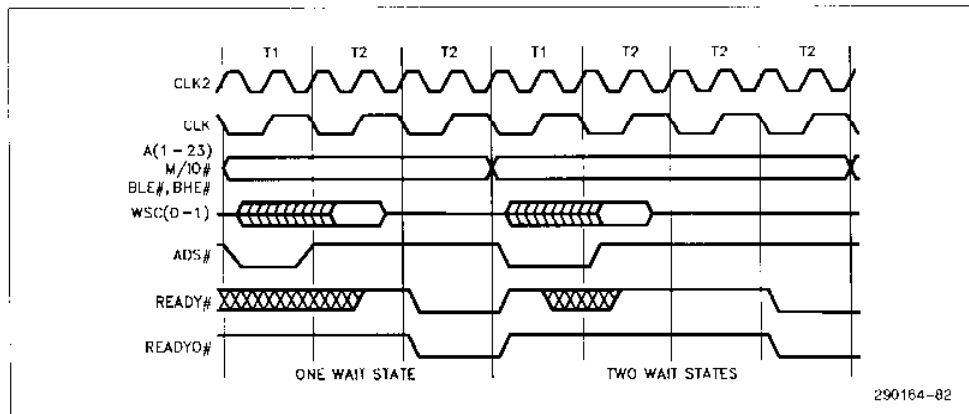 T1 T2 T2 T1 T2 T2 T2
CLK2
CLK
A(1-23)
M/IO#
BLE#, BHE#
WSC(0-1)
ADS#
READY#
READYO#
ONE WAIT STATE TWO WAIT STATES
290164-82